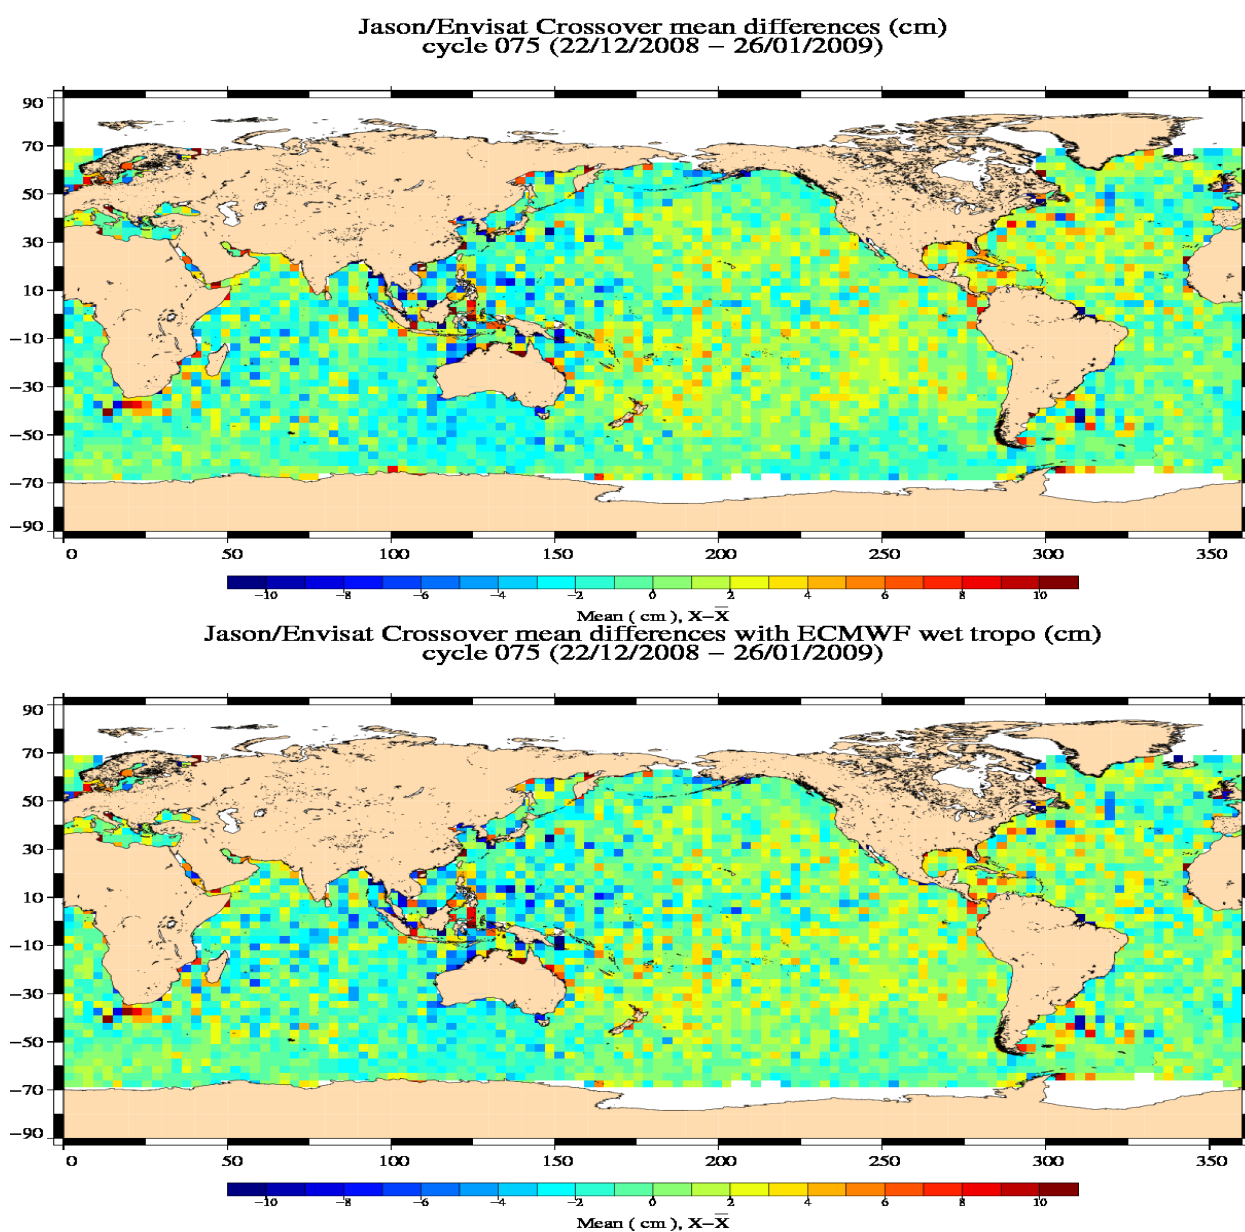 Jason/Envisat Crossover mean differences (cm)
cycle 075 (22/12/2008 − 26/01/2009)
90
70
50
30
10
−10
−30
−50
−70
−90
0 50 100 150 200 250 300 350
−10 −8 −6 −4 −2 0 2 4 6 8 10
Mean ( cm ), X−X̅
Jason/Envisat Crossover mean differences with ECMWF wet tropo (cm)
cycle 075 (22/12/2008 − 26/01/2009)
90
70
50
30
10
−10
−30
−50
−70
−90
0 50 100 150 200 250 300 350
−10 −8 −6 −4 −2 0 2 4 6 8 10
Mean ( cm ), X−X̅